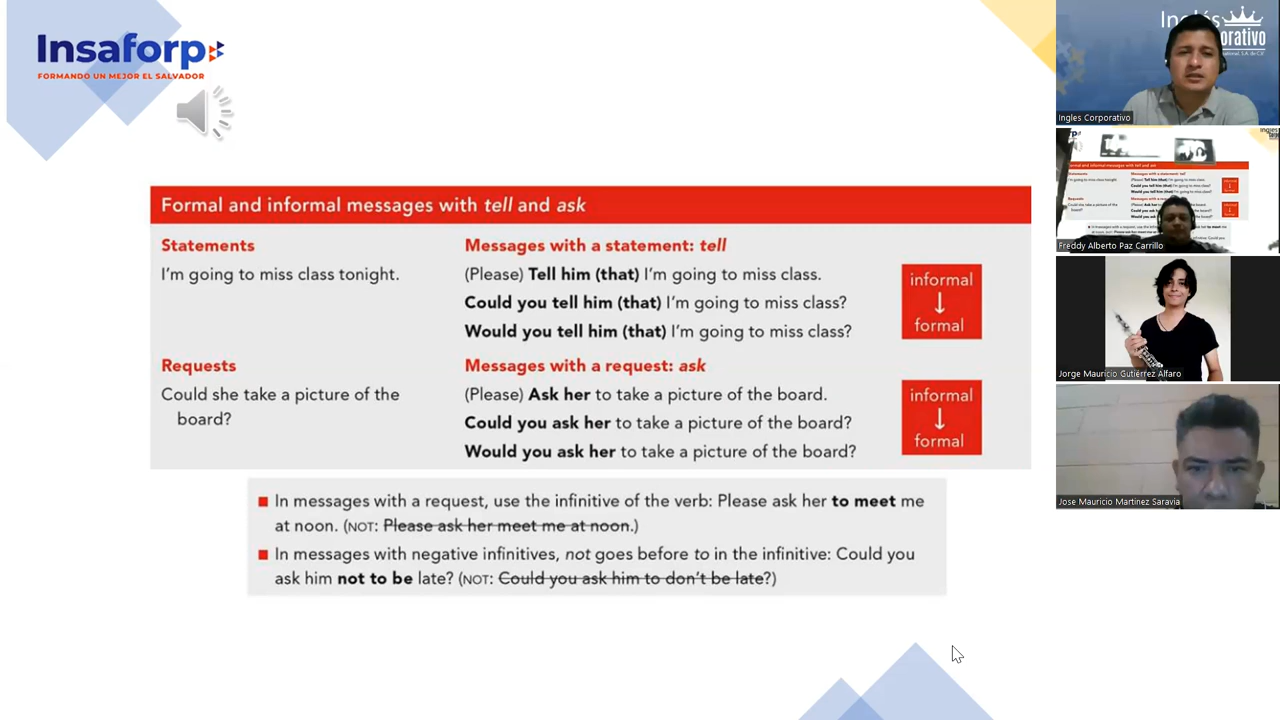 Insaforp
FORMANDO UN MEJOR EL SALVADOR
Formal and informal messages with tell and ask
Statements
Messages with a statement: tell
I'm going to miss class tonight.
(Please) Tell him (that) I'm going to miss class.
Could you tell him (that) I'm going to miss class?
Would you tell him (that) I'm going to miss class?
informal
↓
formal
Requests
Messages with a request: ask
Could she take a picture of the
board?
(Please) Ask her to take a picture of the board.
Could you ask her to take a picture of the board?
Would you ask her to take a picture of the board?
informal
↓
formal
■ In messages with a request, use the infinitive of the verb: Please ask her to meet me
at noon. (NOT: Please ask her meet me at noon.)
■ In messages with negative infinitives, not goes before to in the infinitive: Could you
ask him not to be late? (NOT: Could you ask him to don't be late?)
Ingles Corporativo
Freddy Alberto Paz Carrillo
Jorge Mauricio Gutiérrez Alfaro
Jose Mauricio Martinez Saravia